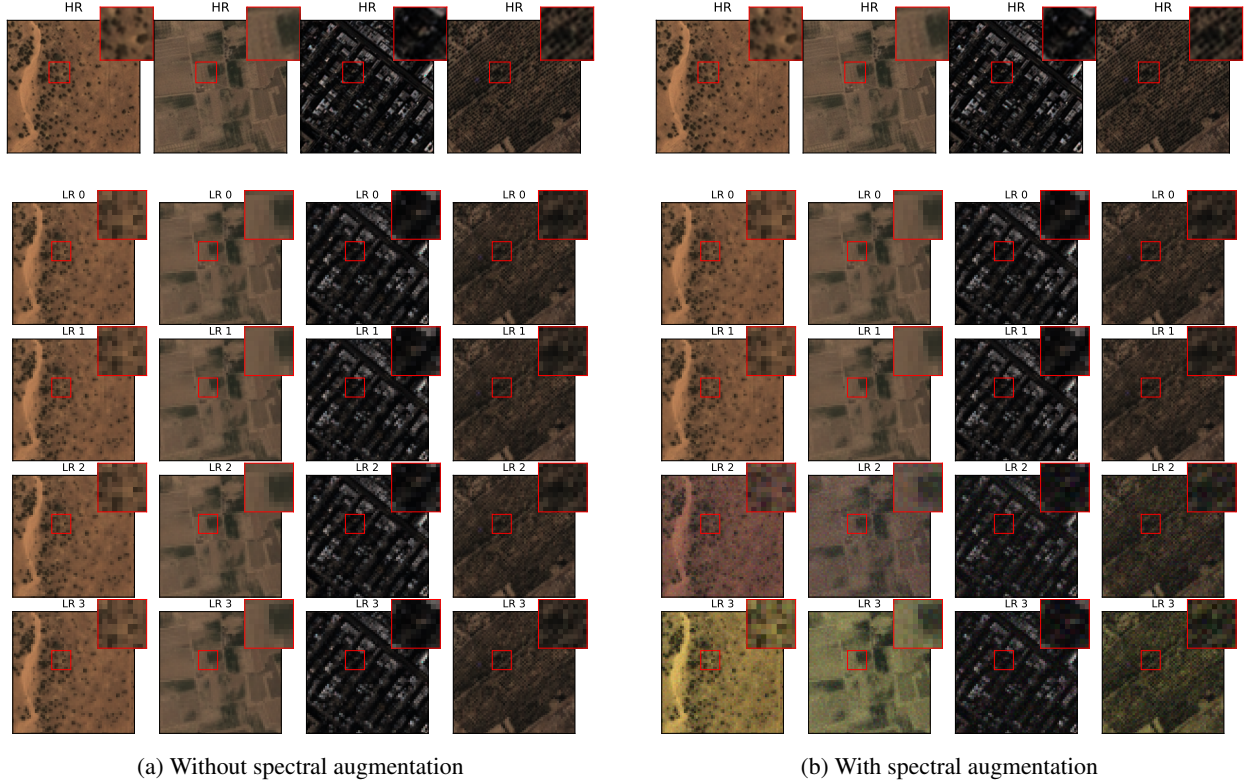 HR HR HR HR HR HR HR HR
LR 0 LR 0 LR 0 LR 0 LR 0 LR 0 LR 0 LR 0
LR 1 LR 1 LR 1 LR 1 LR 1 LR 1 LR 1 LR 1
LR 2 LR 2 LR 2 LR 2 LR 2 LR 2 LR 2 LR 2
LR 3 LR 3 LR 3 LR 3 LR 3 LR 3 LR 3 LR 3
(a) Without spectral augmentation (b) With spectral augmentation